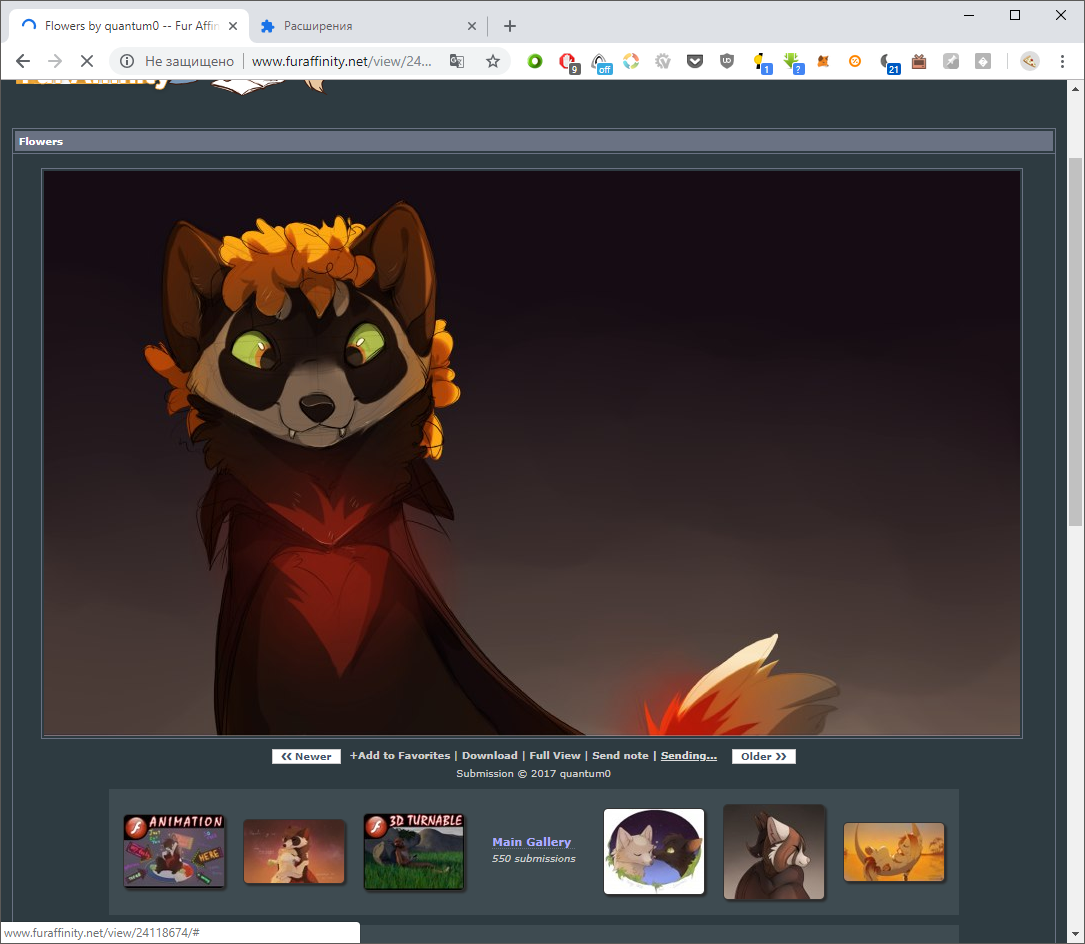 Flowers by quantum0 -- Fur Affin
Расширения
Не защищено
www.furaffinity.net/view/24...
9
off
1
?
21
Flowers
Newer
+Add to Favorites | Download | Full View | Send note | Sending...
Older
Submission © 2017 quantum0
ANIMATION
HERE
3D TURNABLE
Main Gallery
550 submissions
www.furaffinity.net/view/24118674/#